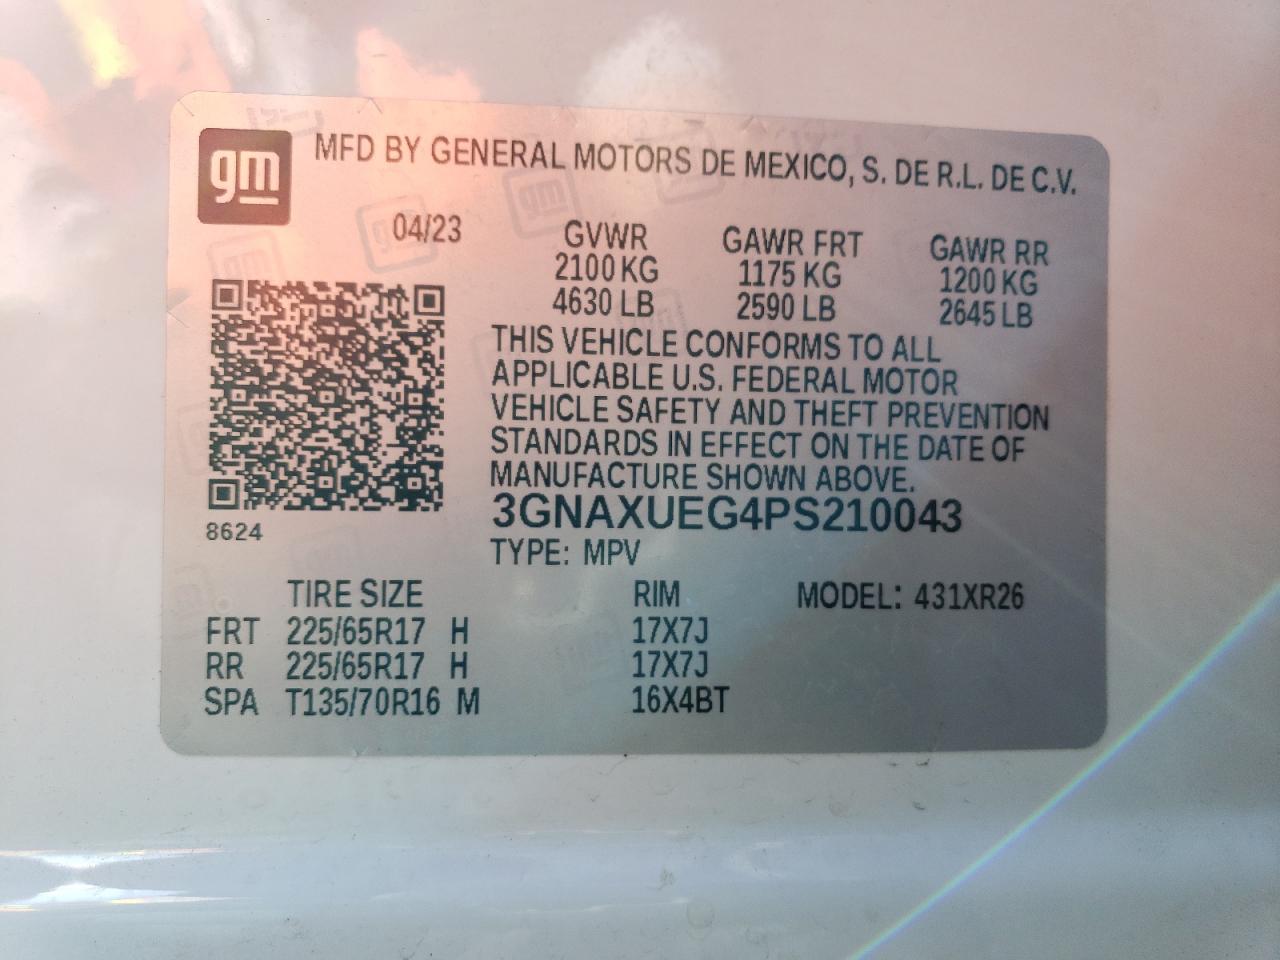 gm MFD BY GENERAL MOTORS DE MEXICO, S. DE R.L. DE C.V.
04/23 GVWR GAWR FRT GAWR RR
2100 KG 1175 KG 1200 KG
4630 LB 2590 LB 2645 LB
THIS VEHICLE CONFORMS TO ALL
APPLICABLE U.S. FEDERAL MOTOR
VEHICLE SAFETY AND THEFT PREVENTION
STANDARDS IN EFFECT ON THE DATE OF
MANUFACTURE SHOWN ABOVE.
3GNAXUEG4PS210043
8624
TYPE: MPV
TIRE SIZE RIM MODEL: 431XR26
FRT 225/65R17 H 17X7J
RR 225/65R17 H 17X7J
SPA T135/70R16 M 16X4BT